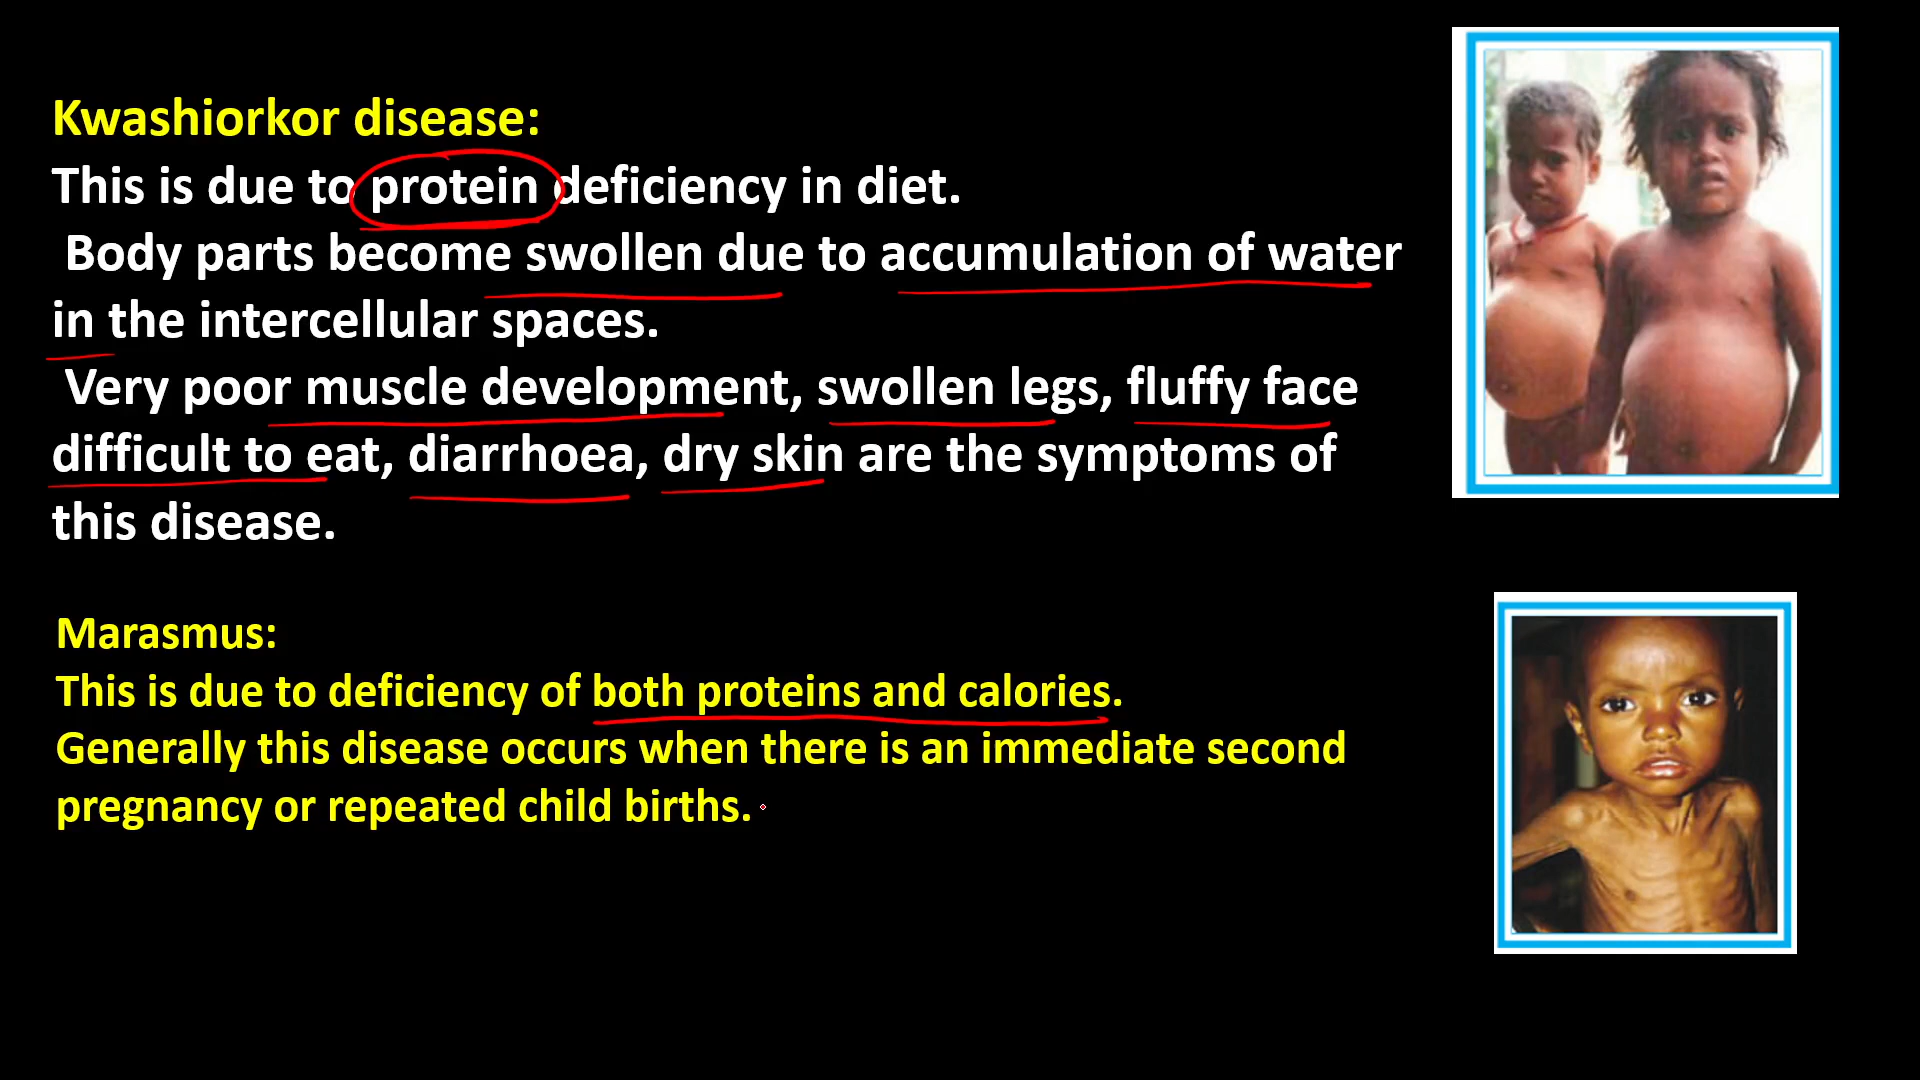 Kwashiorkor disease:
This is due to protein deficiency in diet.
Body parts become swollen due to accumulation of water
in the intercellular spaces.
Very poor muscle development, swollen legs, fluffy face
difficult to eat, diarrhoea, dry skin are the symptoms of
this disease.
Marasmus:
This is due to deficiency of both proteins and calories.
Generally this disease occurs when there is an immediate second
pregnancy or repeated child births.